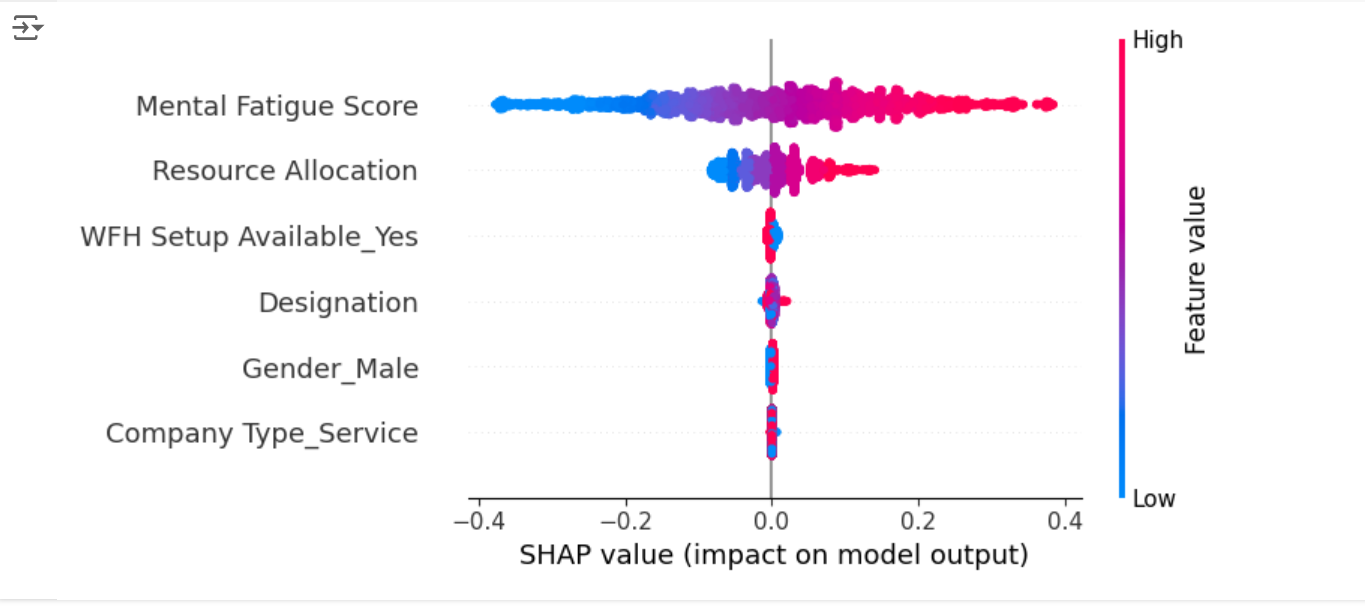 High
Mental Fatigue Score
Resource Allocation
WFH Setup Available_Yes
Designation
Gender_Male
Company Type_Service
Feature value
Low
−0.4 −0.2 0.0 0.2 0.4
SHAP value (impact on model output)